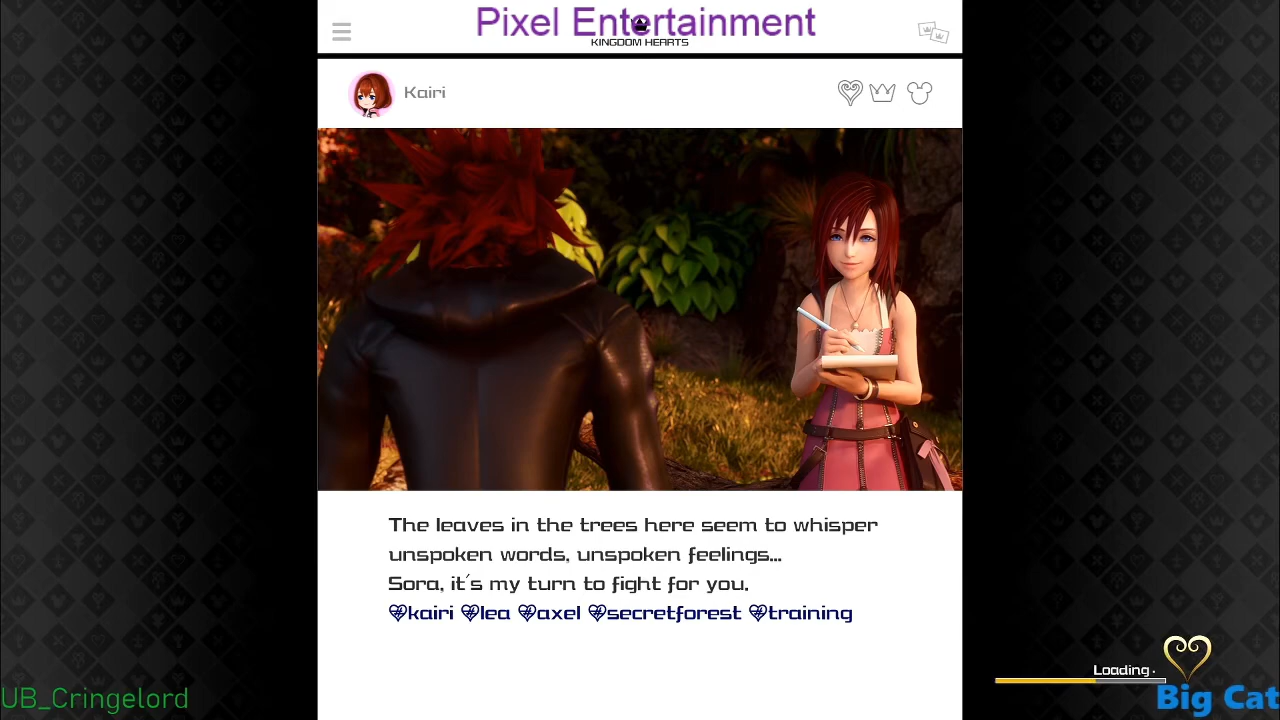 Pixel Entertainment
KINGDOM HEARTS
Kairi
The leaves in the trees here seem to whisper
unspoken words, unspoken feelings...
Sora, it's my turn to fight for you.
#kairi #lea #axel #secretforest #training
Loading.
UB_Cringelord
Big Cat